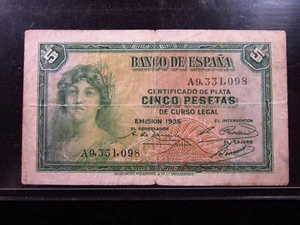 5 BANCO DE ESPAÑA 5
A9,331,098
CERTIFICADO DE PLATA
CINCO PESETAS
DE CURSO LEGAL
EMISION 1935
EL GOBERNADOR EL INTERVENTOR
A9,331,098
EL CAJERO